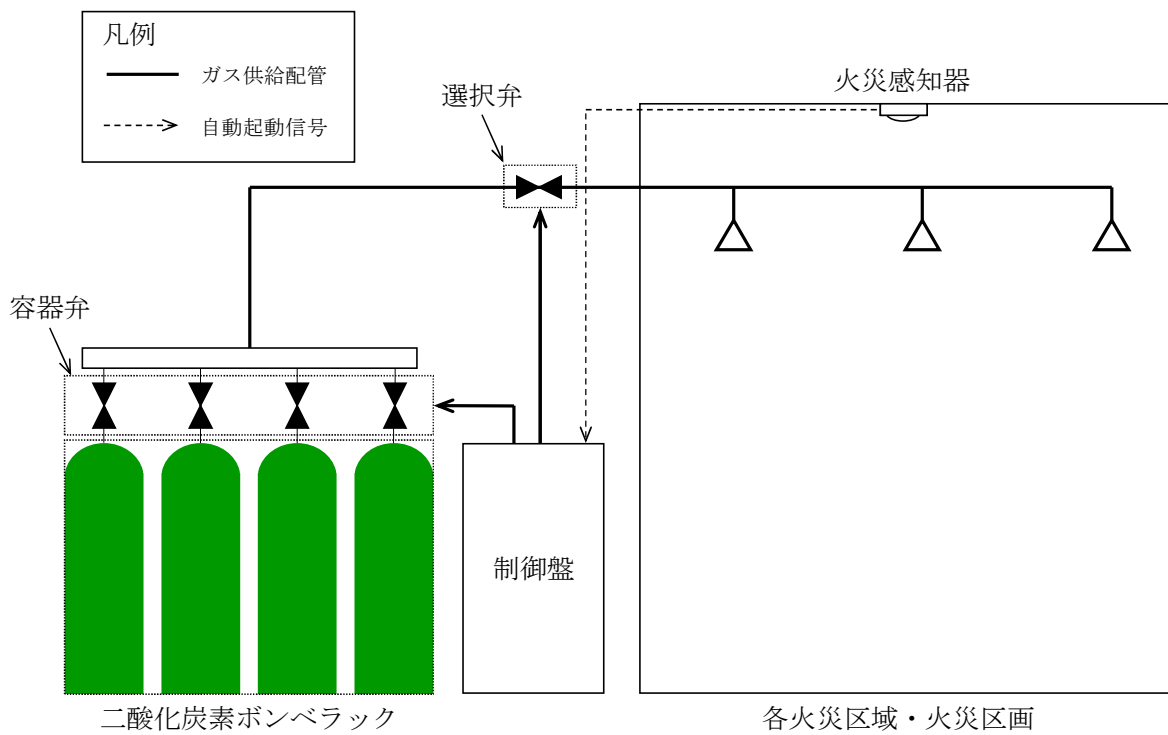 凡例
ガス供給配管
自動起動信号
火災感知器
選択弁
容器弁
制御盤
二酸化炭素ボンベラック
各火災区域・火災区画